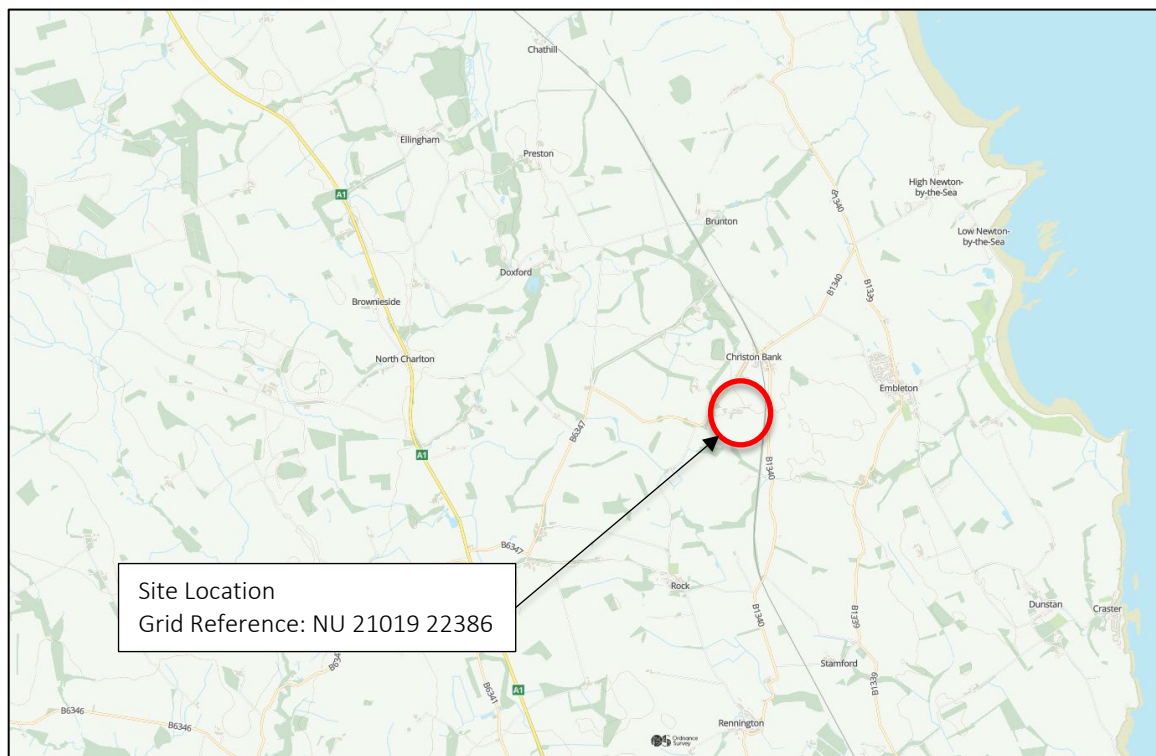 Chathill
Ellingham
Preston
A1
High Newton-
by-the-Sea
B1340
Brunton
Low Newton-
by-the-Sea
Doxford
B1340
B1339
Brownieside
North Charlton
Christon Bank
Embleton
B6347
A1
B1340
B6347
Rock
Site Location
Grid Reference: NU 21019 22386
B1340
B1339
Dunstan
Craster
Stamford
B1339
B6341
A1
B6346
B6346
Rennington
Ordnance
Survey